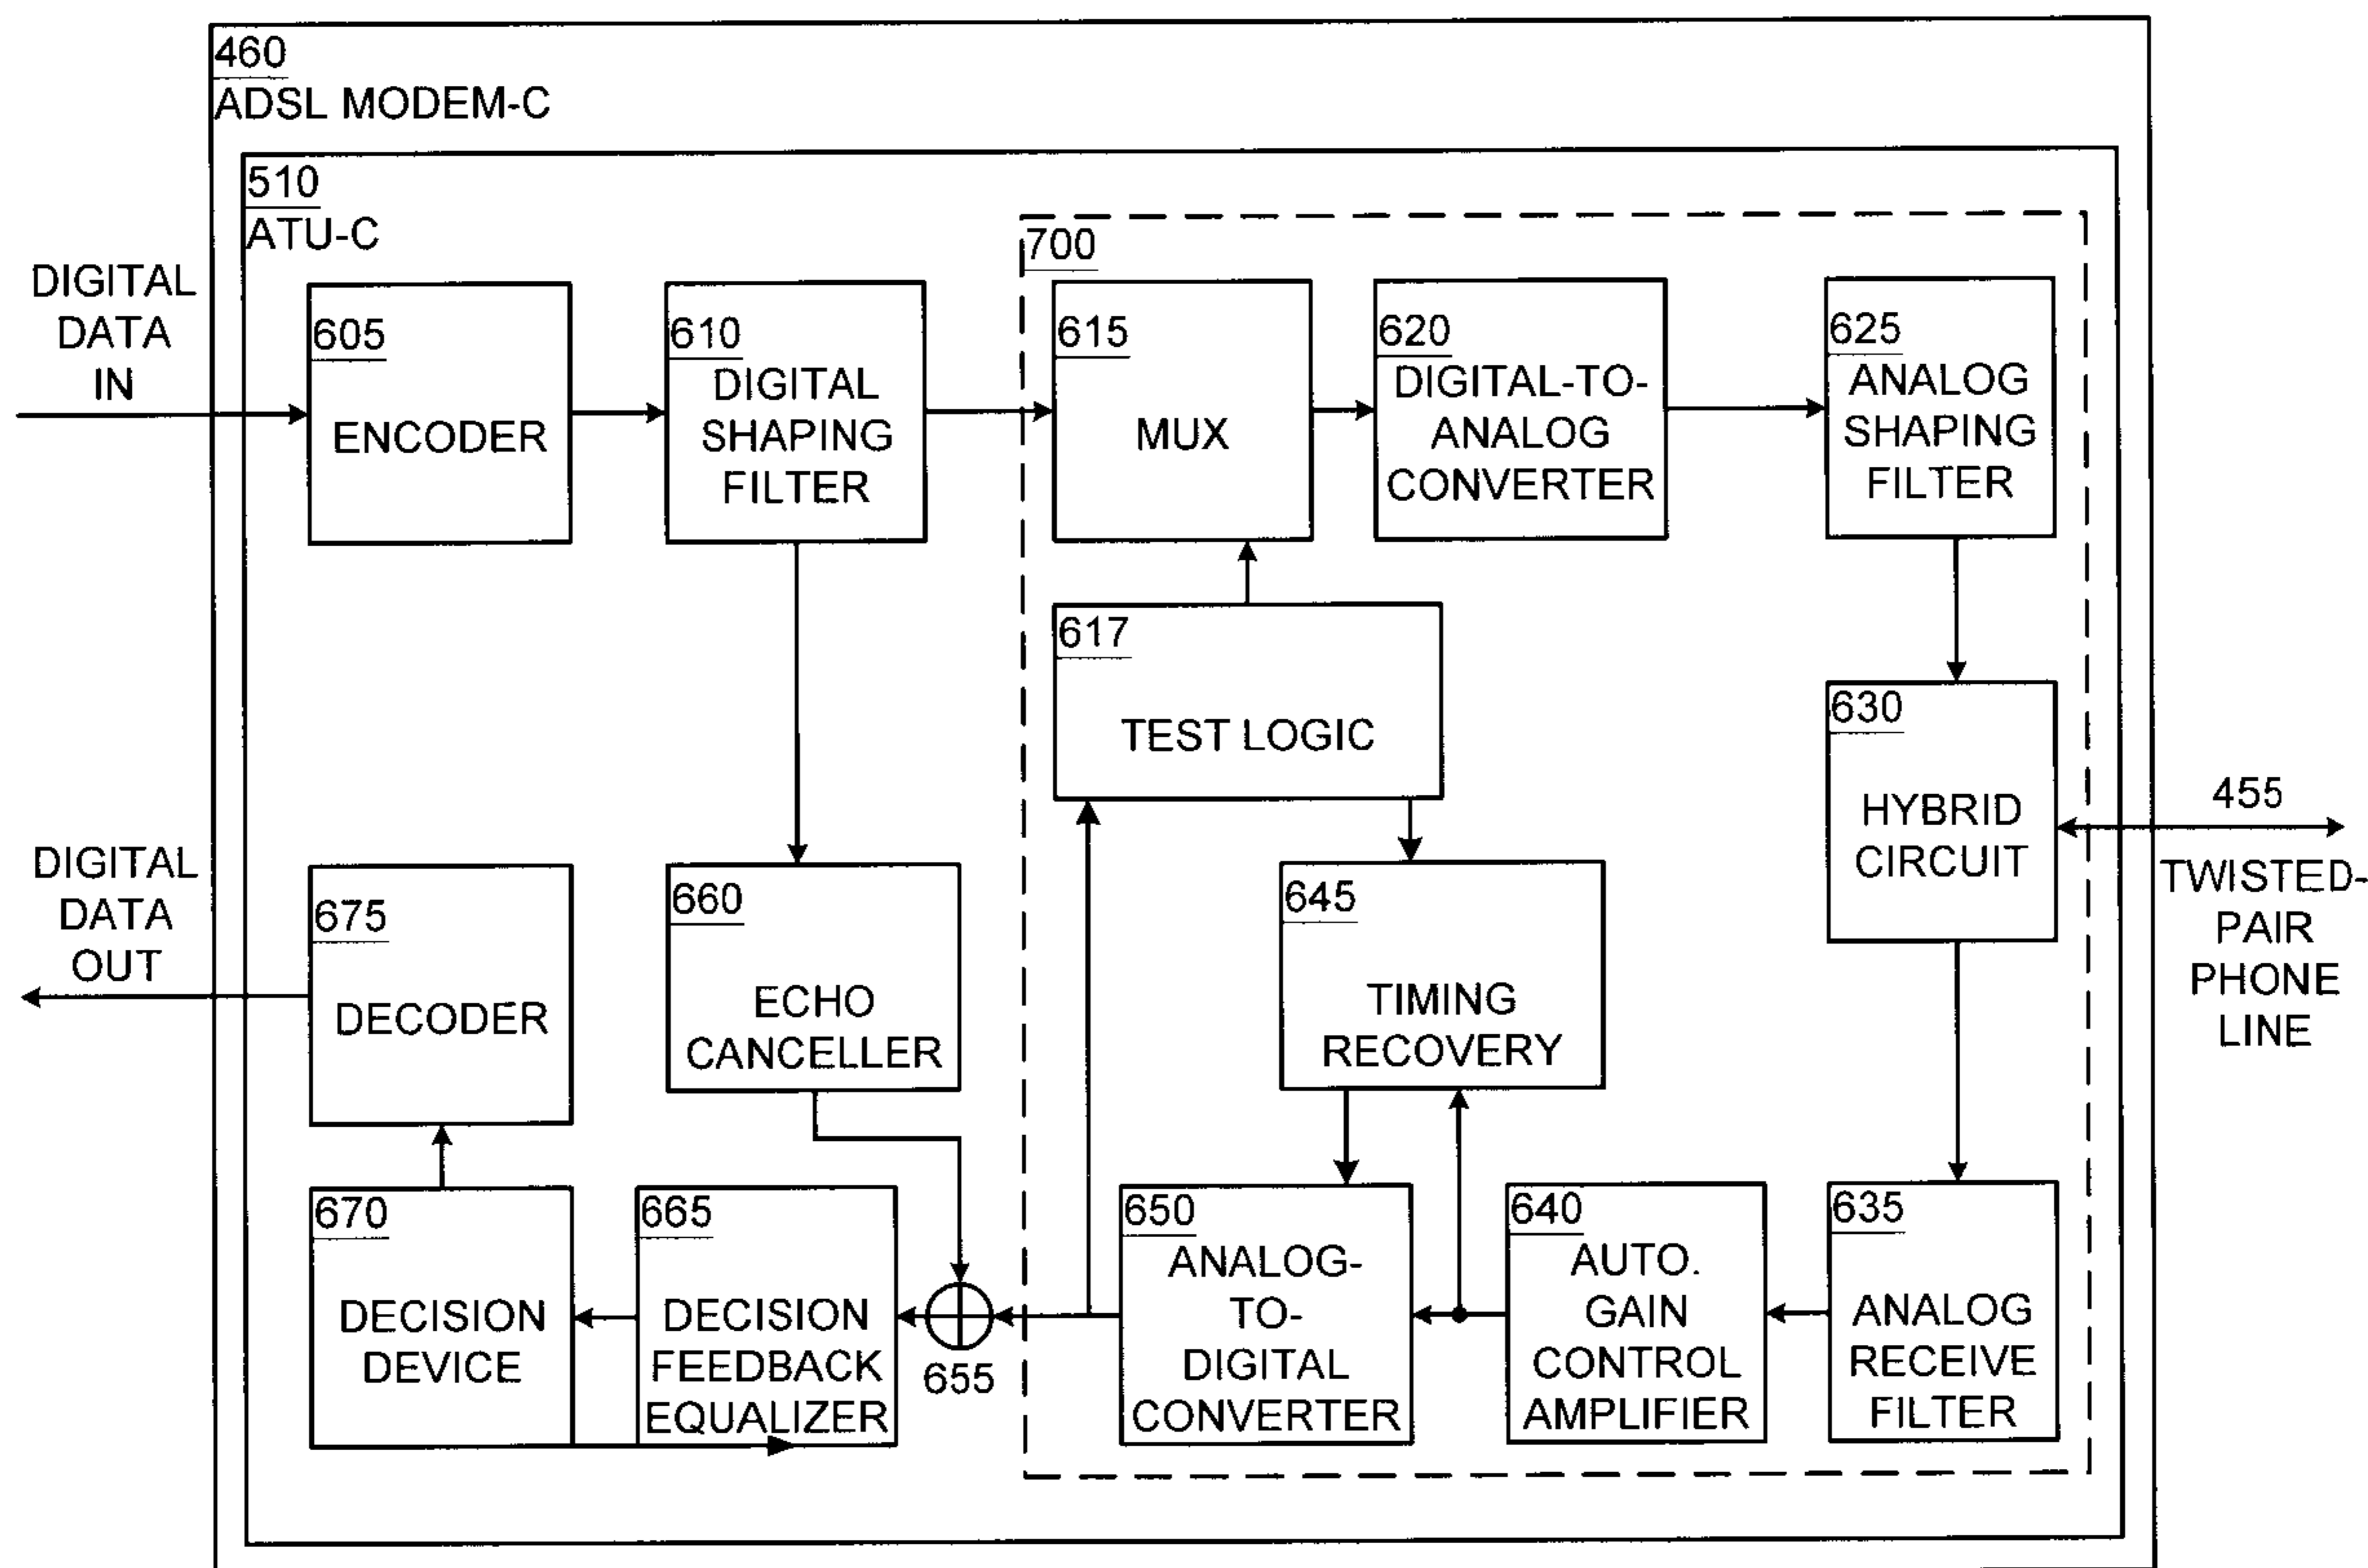 460
ADSL MODEM-C
510
ATU-C
700
DIGITAL
DATA
IN
605
ENCODER
610
DIGITAL
SHAPING
FILTER
615
MUX
620
DIGITAL-TO-
ANALOG
CONVERTER
625
ANALOG
SHAPING
FILTER
617
TEST LOGIC
630
HYBRID
CIRCUIT
455
TWISTED-
PAIR
PHONE
LINE
DIGITAL
DATA
OUT
675
DECODER
660
ECHO
CANCELLER
645
TIMING
RECOVERY
670
DECISION
DEVICE
665
DECISION
FEEDBACK
EQUALIZER
655
650
ANALOG-
TO-
DIGITAL
CONVERTER
640
AUTO.
GAIN
CONTROL
AMPLIFIER
635
ANALOG
RECEIVE
FILTER